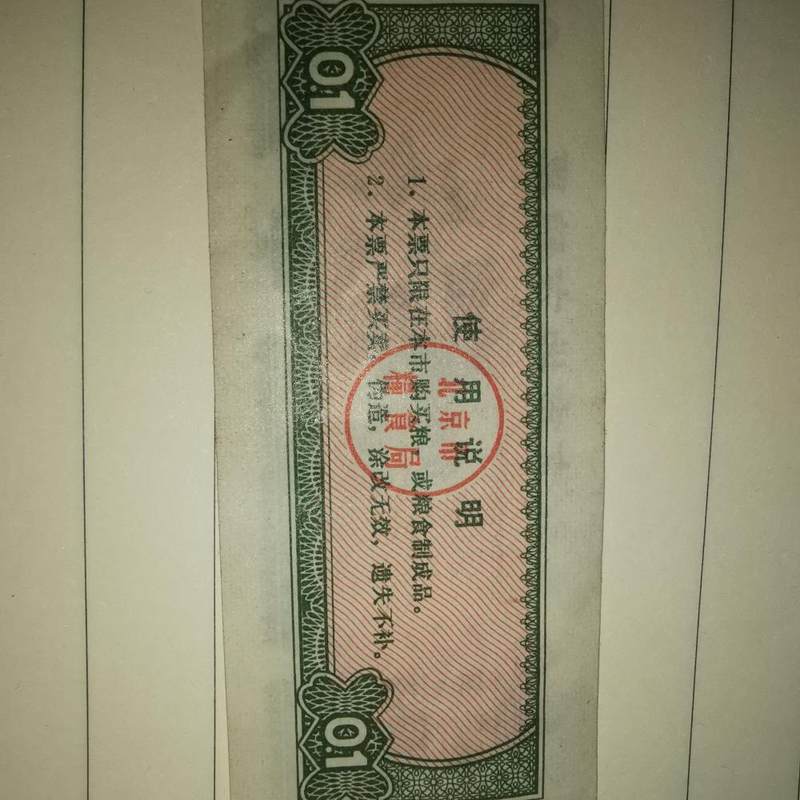 0.1
使用说明
1、本票只限在本市购买粮食或粮食制成品。
2、本票严禁买卖，伪造，涂改无效，遗失不补。
北京市
粮食局
0.1